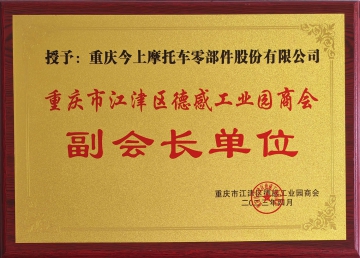 授予：重庆今上摩托车零部件股份有限公司
重庆市江津区德感工业园商会
副会长单位
重庆市江津区德感工业园商会